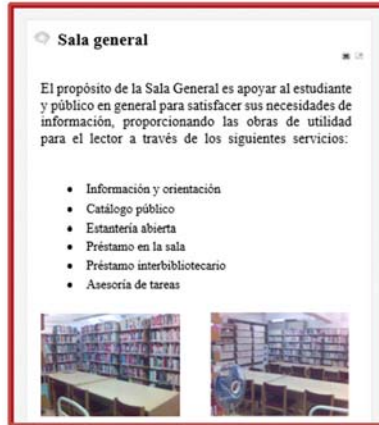 Sala general
El propósito de la Sala General es apoyar al estudiante
y público en general para satisfacer sus necesidades de
información, proporcionando las obras de utilidad
para el lector a través de los siguientes servicios:
• Información y orientación
• Catálogo público
• Estantería abierta
• Préstamo en la sala
• Préstamo interbibliotecario
• Asesoría de tareas